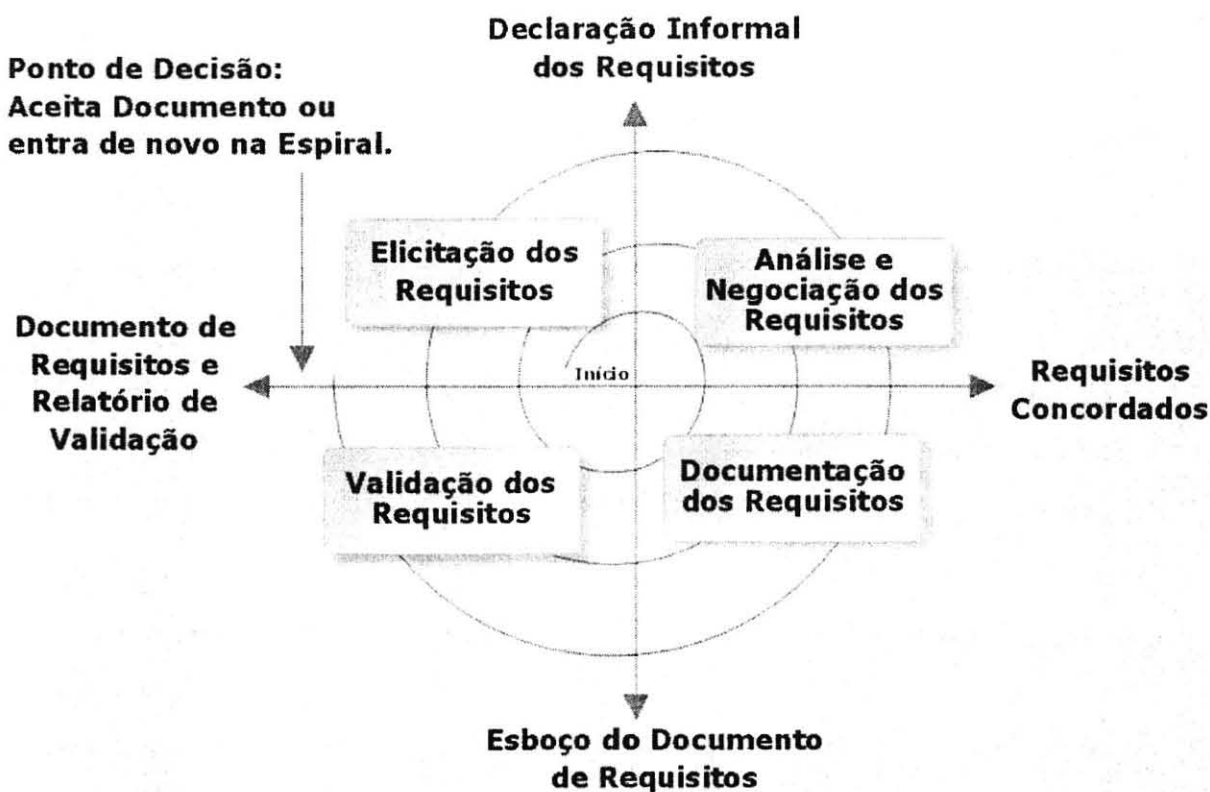 Declaração Informal
dos Requisitos
Ponto de Decisão:
Aceita Documento ou
entra de novo na Espiral.
Elicitação dos
Requisitos
Análise e
Negociação dos
Requisitos
Documento de
Requisitos e
Relatório de
Validação
Início
Requisitos
Concordados
Validação dos
Requisitos
Documentação
dos Requisitos
Esboço do Documento
de Requisitos